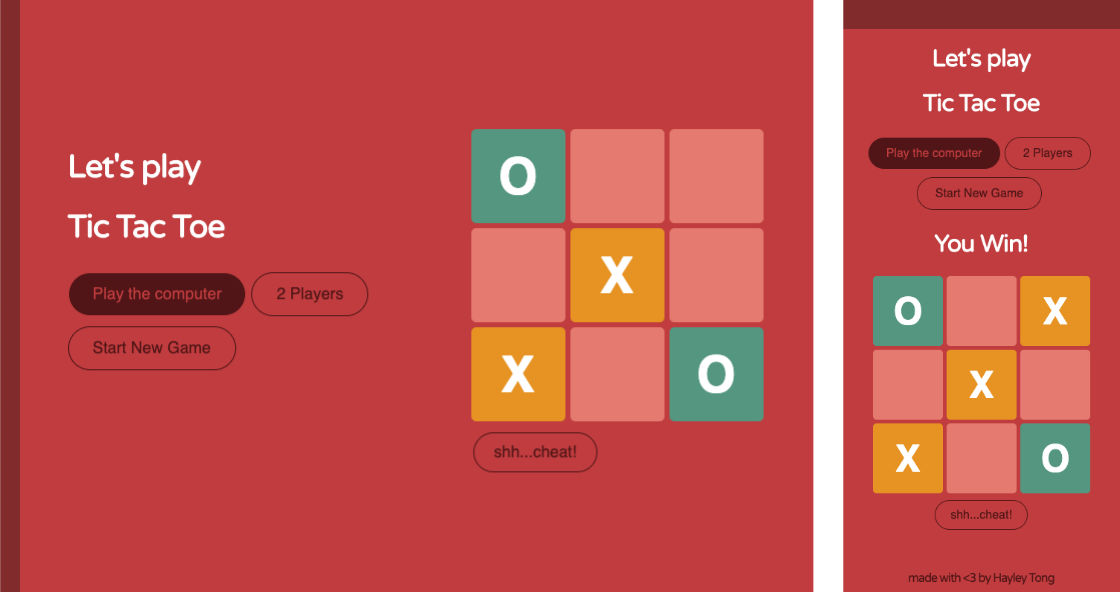 Let's play
Tic Tac Toe
Play the computer 2 Players
Start New Game
O
X
X O
shh...cheat!
Let's play
Tic Tac Toe
Play the computer 2 Players
Start New Game
You Win!
O X
X
X O
shh...cheat!
made with <3 by Hayley Tong